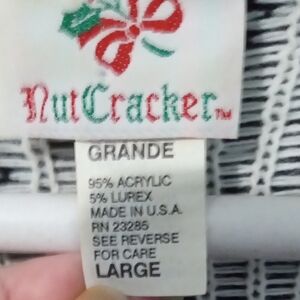 NutCracker™
GRANDE
95% ACRYLIC
5% LUREX
MADE IN U.S.A.
RN 23285
SEE REVERSE
FOR CARE
LARGE